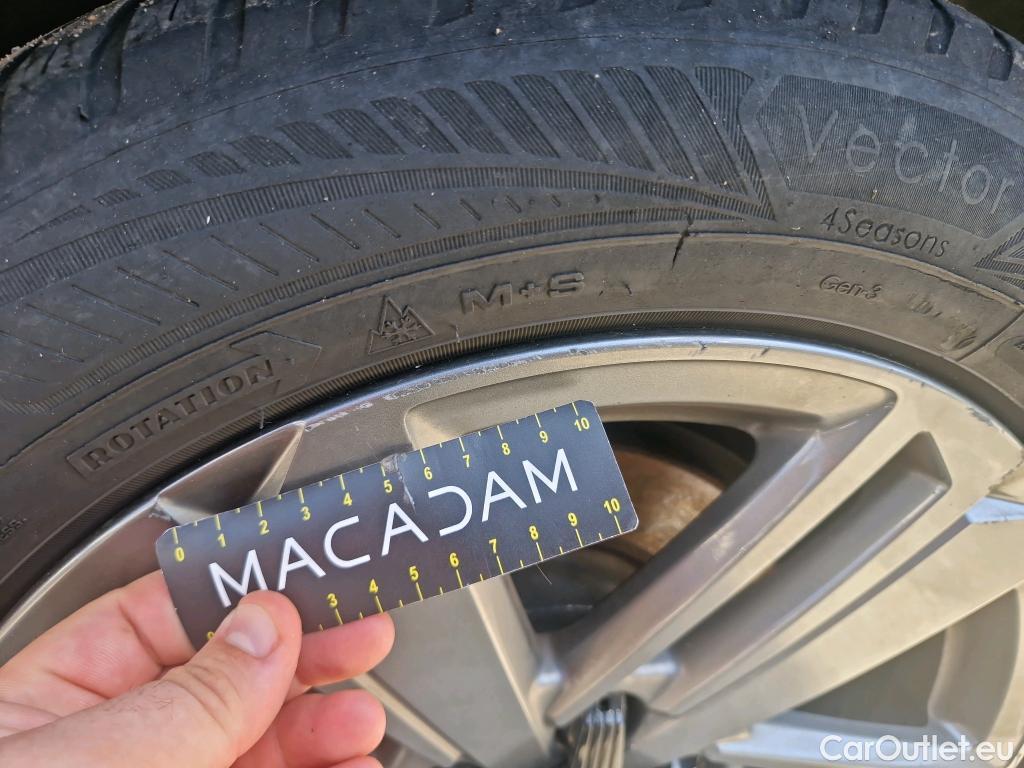 Vector
4Seasons
M+S
Gen-3
ROTATION
0 1 2 3 4 5 6 7 8 9 10
MACADAM
3 4 5 6 7 8 9 10
CarOutlet.eu